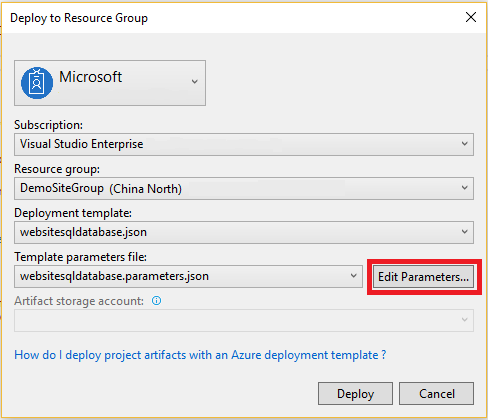 Deploy to Resource Group
Microsoft
Subscription:
Visual Studio Enterprise
Resource group:
DemoSiteGroup (China North)
Deployment template:
websitesqldatabase.json
Template parameters file:
websitesqldatabase.parameters.json
Edit Parameters...
Artifact storage account:
How do I deploy project artifacts with an Azure deployment template ?
Deploy
Cancel